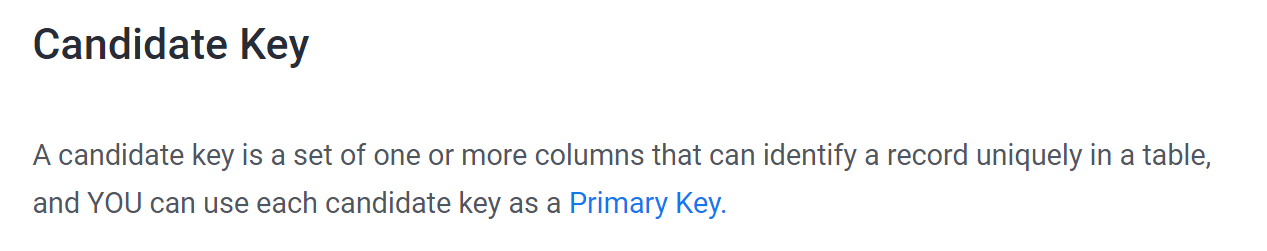 Candidate Key
A candidate key is a set of one or more columns that can identify a record uniquely in a table,
and YOU can use each candidate key as a Primary Key.